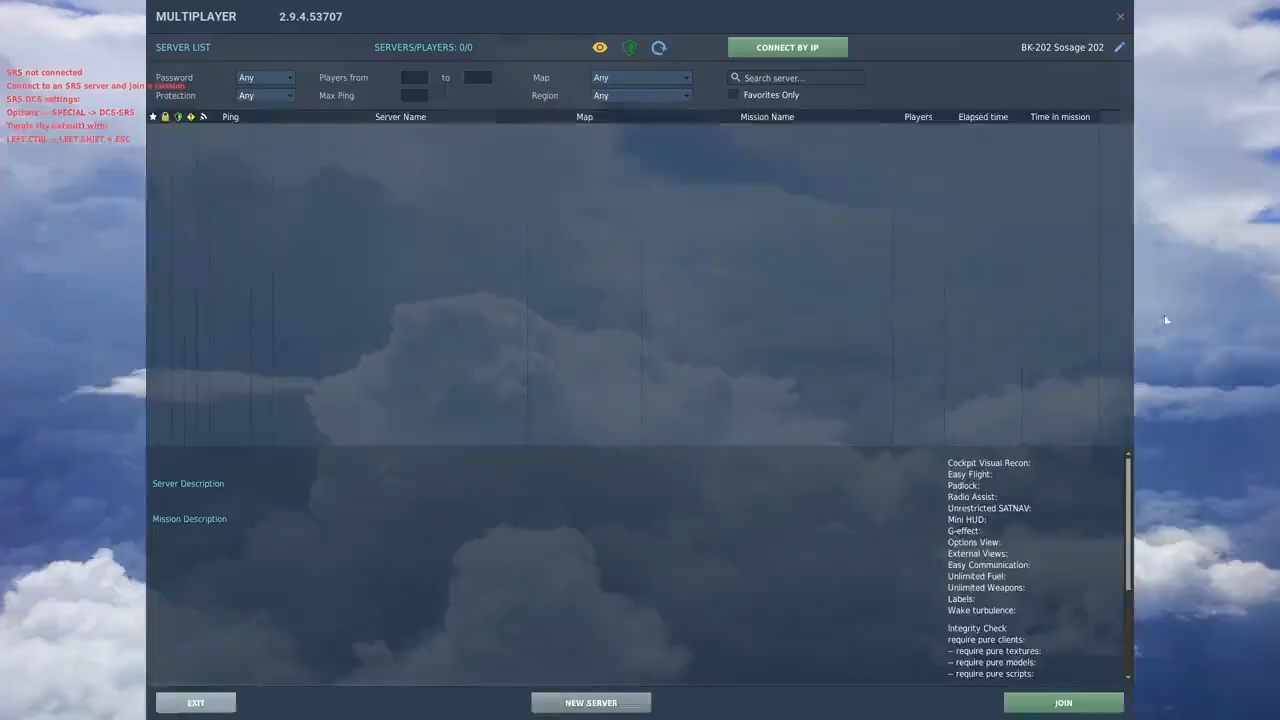 MULTIPLAYER 2.9.4.53707
SERVER LIST SERVERS/PLAYERS: 0/0 CONNECT BY IP BK-202 Sosage 202
SRS not connected
Connect to an SRS server and join a mission
SRS DCS settings:
Options -> SPECIAL -> DCS-SRS
Toggle (by default) with:
LEFT CTRL + LEFT SHIFT + ESC
Password Any Players from to Map Any Search server...
Protection Any Max Ping Region Any Favorites Only
Ping Server Name Map Mission Name Players Elapsed time Time in mission
Server Description
Mission Description
Cockpit Visual Recon:
Easy Flight:
Padlock:
Radio Assist:
Unrestricted SATNAV:
Mini HUD:
G-effect:
Options View:
External Views:
Easy Communication:
Unlimited Fuel:
Unlimited Weapons:
Labels:
Wake turbulence:
Integrity Check
require pure clients:
-- require pure textures:
-- require pure models:
-- require pure scripts:
EXIT NEW SERVER JOIN